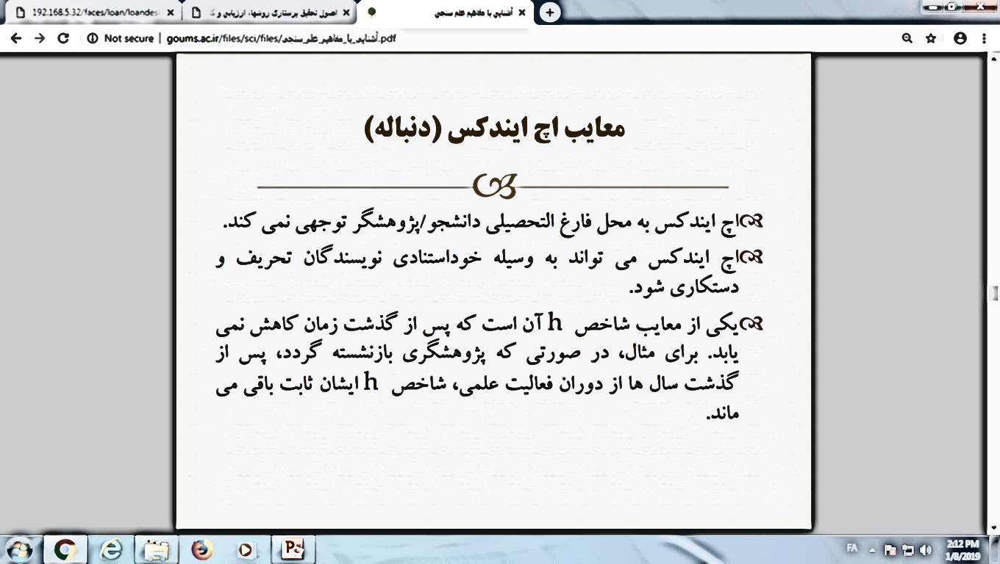 192.168.5.32/faces/loan/loandes
اصول تحقیق پرستاری روشها، ارزیابی و ک
آشنایی با مفاهیم علم سنجی
Not secure | goums.ac.ir/files/sci/files/آشنایی_با_مفاهیم_علم_سنجی.pdf
معایب اچ ایندکس (دنباله)
اچ ایندکس به محل فارغ التحصیلی دانشجو/پژوهشگر توجهی نمی کند.
اچ ایندکس می تواند به وسیله خوداستنادی نویسندگان تحریف و
دستکاری شود.
یکی از معایب شاخص h آن است که پس از گذشت زمان کاهش نمی
یابد. برای مثال، در صورتی که پژوهشگری بازنشسته گردد، پس از
گذشت سال ها از دوران فعالیت علمی، شاخص h ایشان ثابت باقی می
ماند.
FA
2:12 PM
1/8/2019